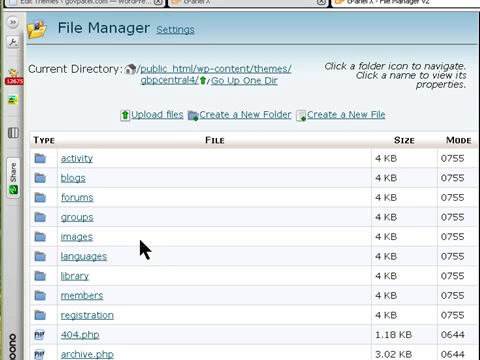 Edit Themes ‹ govpatel.com — WordPre...
cPanel X
cPanel X - File Manager v2
File Manager Settings
Current Directory: /public_html/wp-content/themes/
gbpcentral4/ / Go Up One Dir
Click a folder icon to navigate.
Click a name to view its
properties.
Upload files Create a New Folder Create a New File
TYPE FILE SIZE MODE
activity 4 KB 0755
blogs 4 KB 0755
forums 4 KB 0755
groups 4 KB 0755
images 4 KB 0755
languages 4 KB 0755
library 4 KB 0755
members 4 KB 0755
registration 4 KB 0755
PHP 404.php 1.18 KB 0644
PHP archive.php 3.02 KB 0644
12675
Share
oono